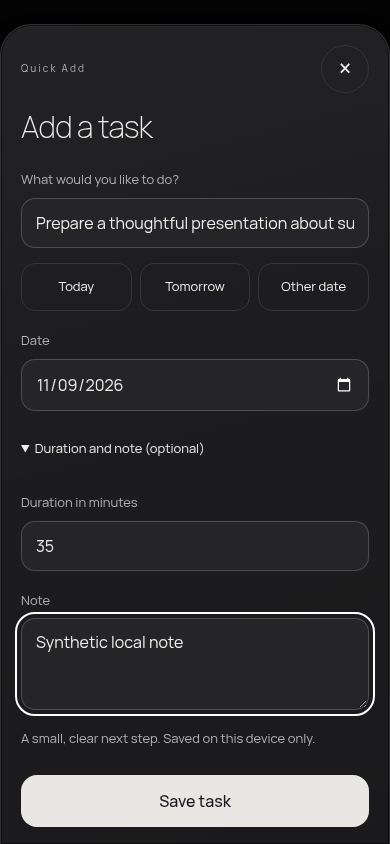 Quick Add
×
Add a task
What would you like to do?
Prepare a thoughtful presentation about su
Today
Tomorrow
Other date
Date
11/09/2026
▼ Duration and note (optional)
Duration in minutes
35
Note
Synthetic local note
A small, clear next step. Saved on this device only.
Save task